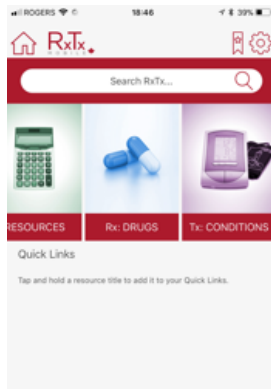 ROGERS 18:46 39%
RxTx
MOBILE
Search RxTx...
RESOURCES Rx: DRUGS Tx: CONDITIONS
Quick Links
Tap and hold a resource title to add it to your Quick Links.